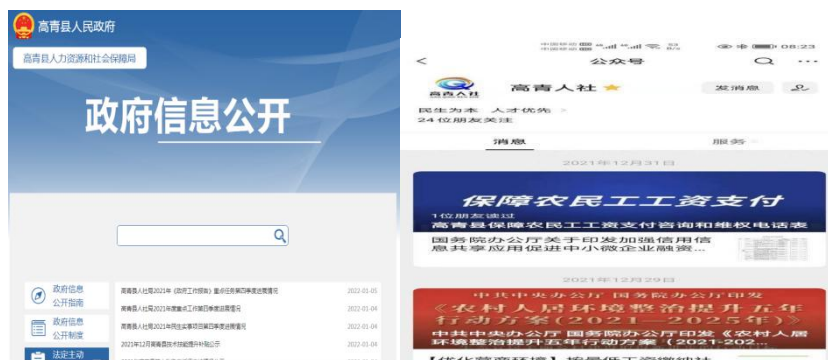 高青县人民政府
高青县人力资源和社会保障局
政府信息公开
政府信息
公开指南
高青县人社局2021年《政府工作报告》重点任务第四季度进展情况
2022-01-05
高青县人社局2021年度重点工作第四季度进展情况
2022-01-04
政府信息
公开制度
高青县人社局2021年民生实事项目第四季度进展情况
2022-01-04
2021年12月高青县技术技能提升补贴公示
2022-01-04
法定主动
08:23
公众号
高青人社
高青人社
发消息
民生为本 人才优先 >
24位朋友关注
消息
服务
2021年12月31日
保障农民工工资支付
1位朋友读过
高青县保障农民工工资支付咨询和维权电话表
国务院办公厅关于印发加强信用信
息共享应用促进中小微企业融资...
2021年12月29日
中共中央办公厅 国务院办公厅印发
《农村人居环境整治提升五年
行动方案(2021—2025年)》
中共中央办公厅 国务院办公厅印发《农村人居
环境整治提升五年行动方案(2021-202...